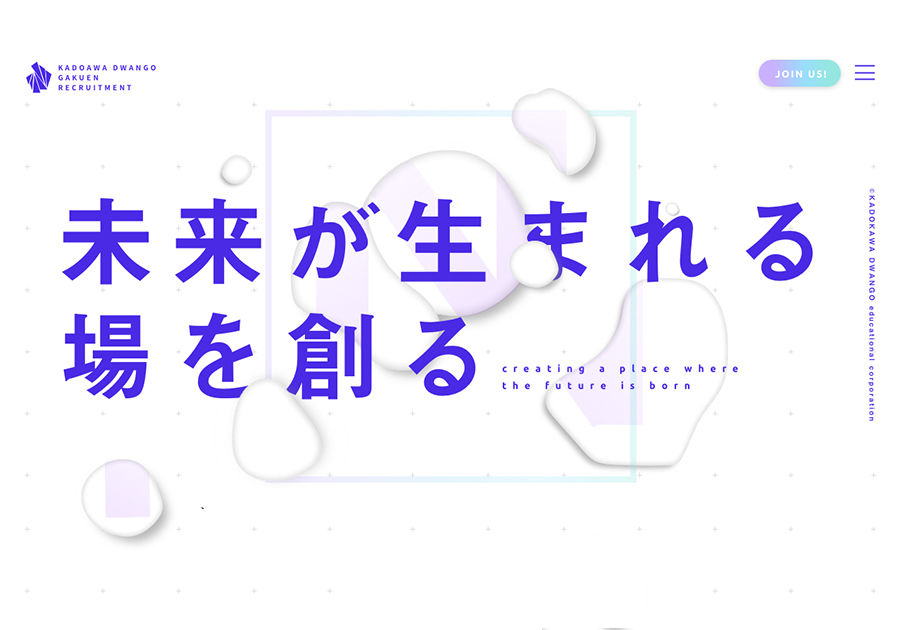 KADOAWA DWANGO
GAKUEN
RECRUITMENT
JOIN US!
未来が生まれる
場を創る
creating a place where
the future is born
©KADOKAWA DWANGO educational corporation